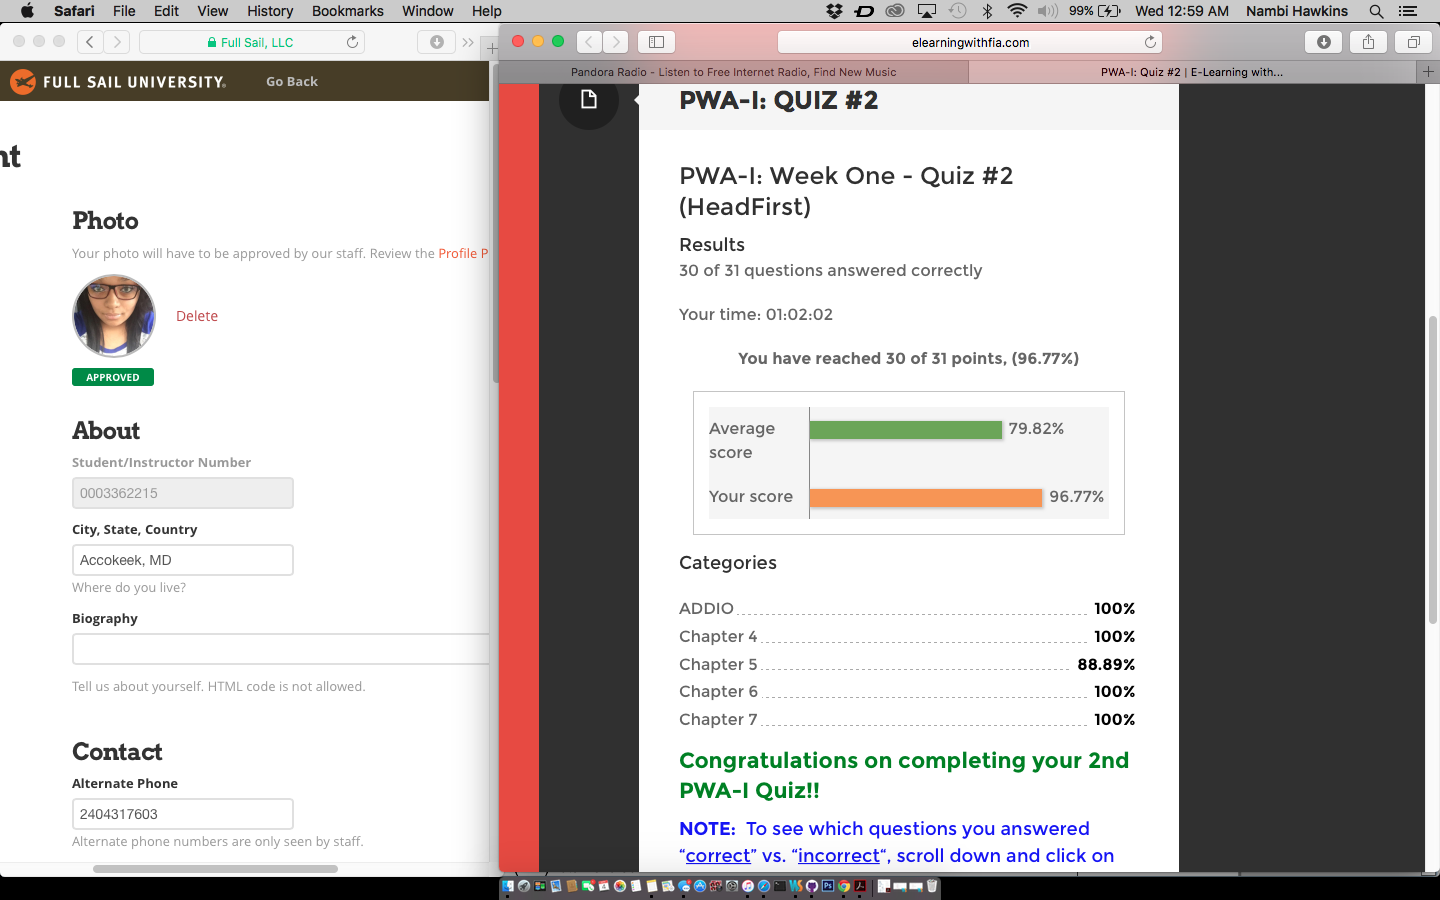 Safari File Edit View History Bookmarks Window Help
99% Wed 12:59 AM Nambi Hawkins
Full Sail, LLC
FULL SAIL UNIVERSITY.
Go Back
nt
Photo
Your photo will have to be approved by our staff. Review the Profile P
Delete
APPROVED
About
Student/Instructor Number
0003362215
City, State, Country
Accokeek, MD
Where do you live?
Biography
Tell us about yourself. HTML code is not allowed.
Contact
Alternate Phone
2404317603
Alternate phone numbers are only seen by staff.
elearningwithfia.com
Pandora Radio - Listen to Free Internet Radio, Find New Music
PWA-I: Quiz #2 | E-Learning with...
PWA-I: QUIZ #2
PWA-I: Week One - Quiz #2
(HeadFirst)
Results
30 of 31 questions answered correctly
Your time: 01:02:02
You have reached 30 of 31 points, (96.77%)
Average
score
79.82%
Your score
96.77%
Categories
ADDIO 100%
Chapter 4 100%
Chapter 5 88.89%
Chapter 6 100%
Chapter 7 100%
Congratulations on completing your 2nd
PWA-I Quiz!!
NOTE: To see which questions you answered
“correct” vs. “incorrect“, scroll down and click on